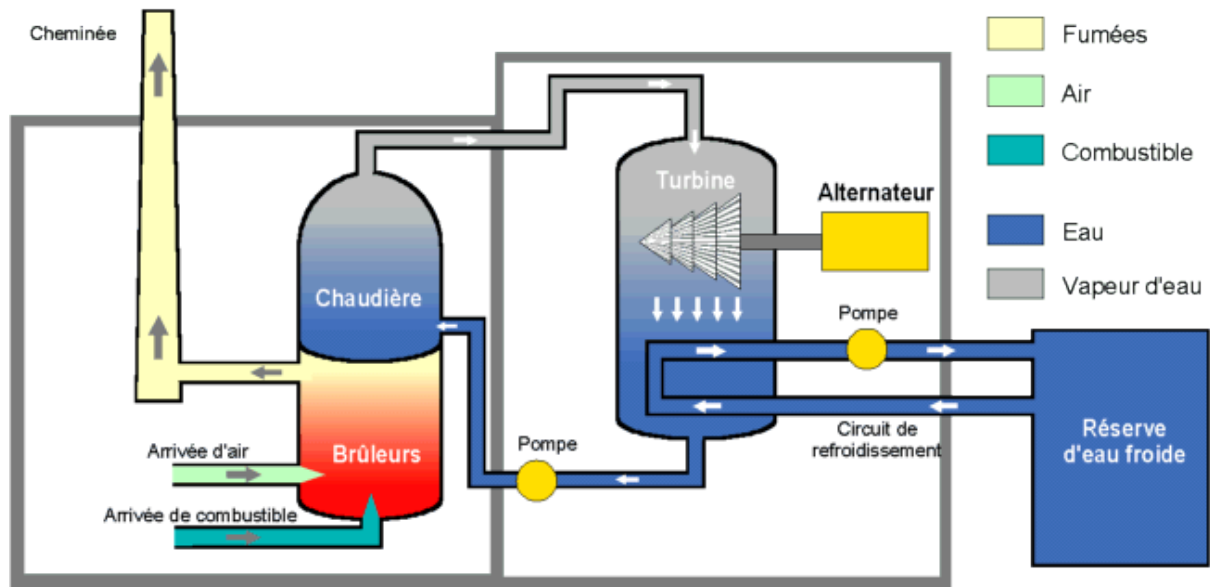 Cheminée
Fumées
Air
Combustible
Turbine
Alternateur
Eau
Vapeur d'eau
Chaudière
Pompe
Arrivée d'air
Brûleurs
Pompe
Circuit de
refroidissement
Réserve
d'eau froide
Arrivée de combustible